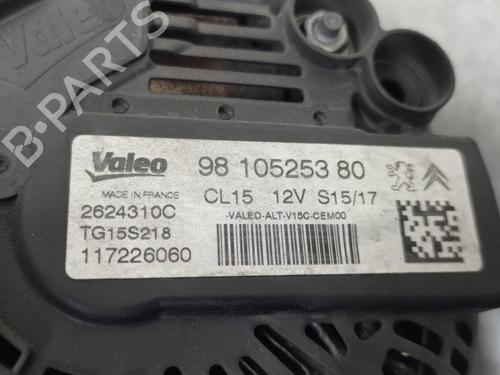 Valeo
B-PARTS
Valeo 98 105253 80
MADE IN FRANCE CL15 12V S15/17
2624310C -VALEO-ALT-V15C-CEM00
TG15S218
117226060